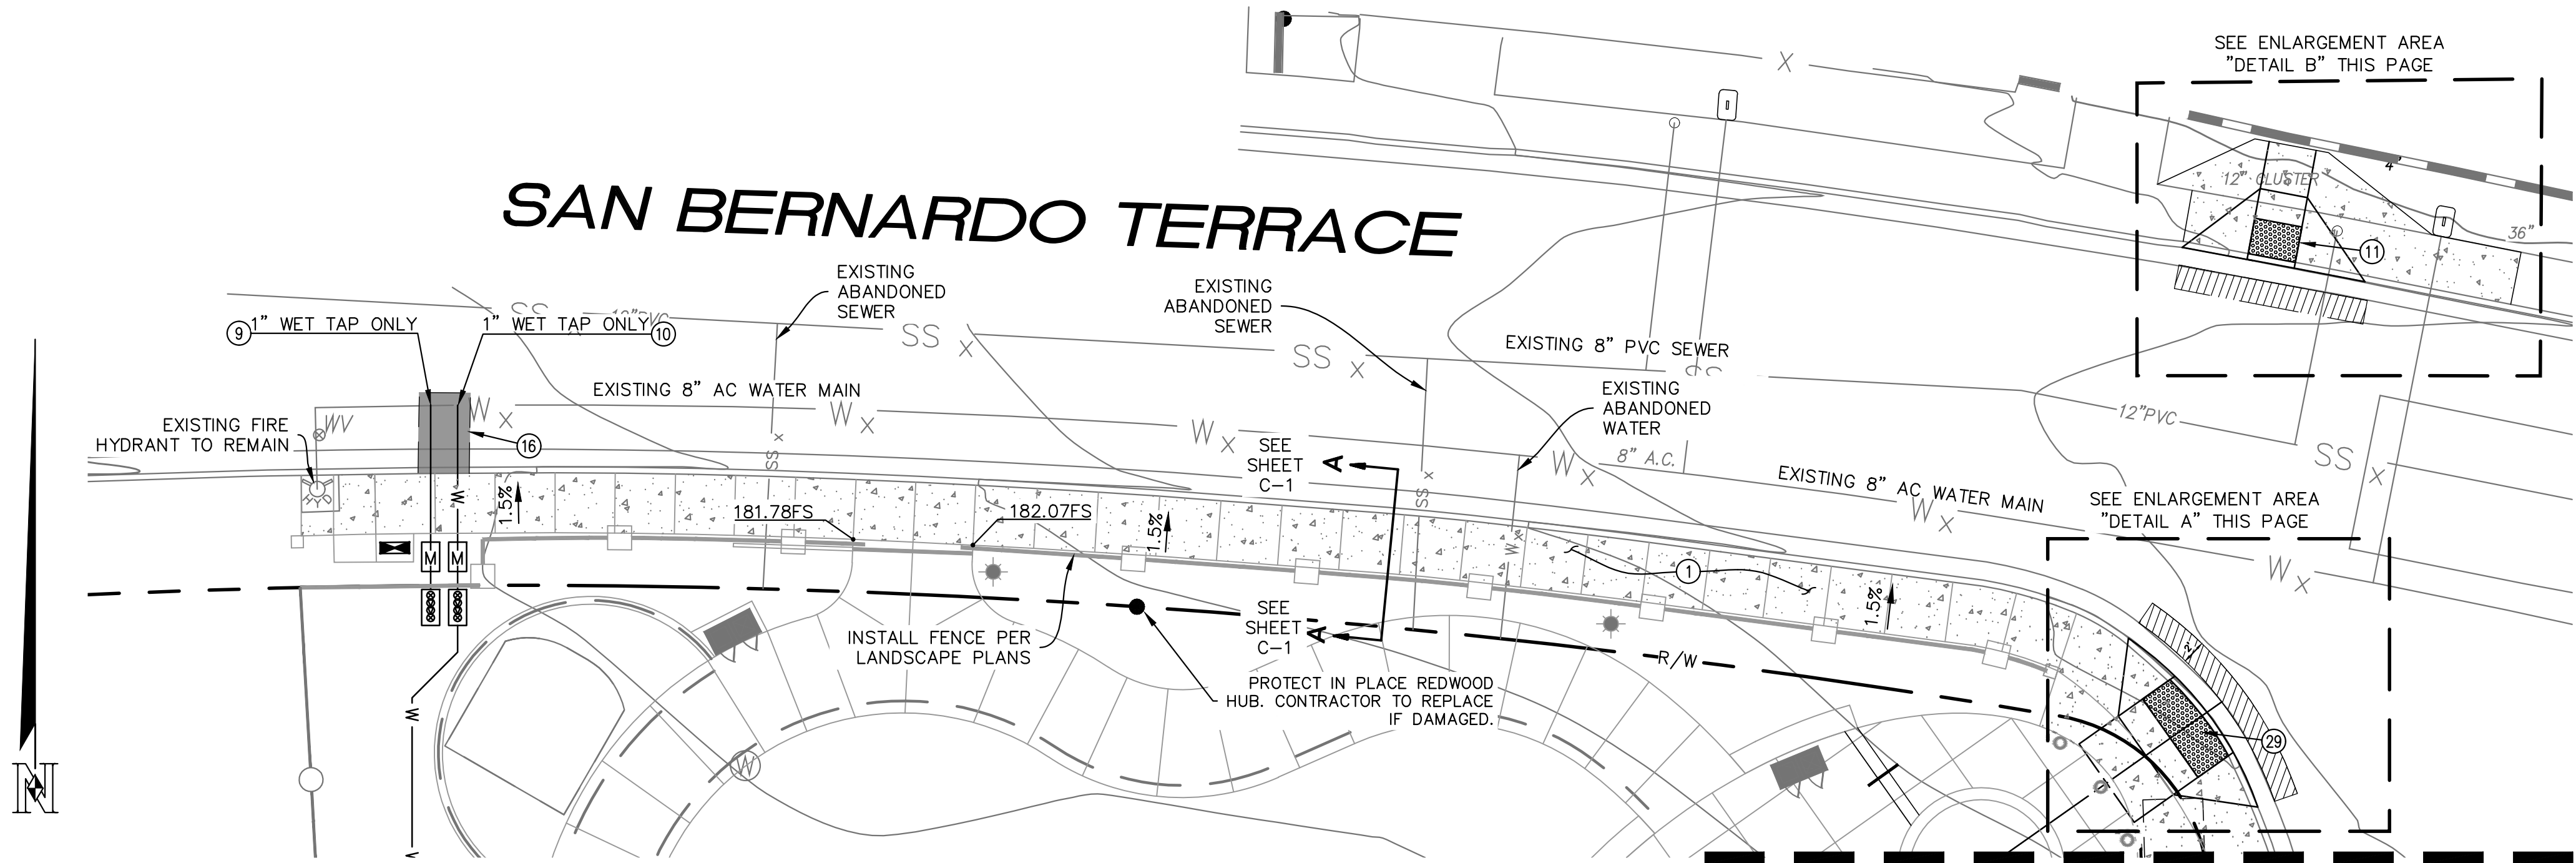 SEE ENLARGEMENT AREA
"DETAIL B" THIS PAGE
X
4'
12" CLUSTER
36"
11
SAN BERNARDO TERRACE
EXISTING
ABANDONED
SEWER
EXISTING
ABANDONED
SEWER
9
1" WET TAP ONLY
1" WET TAP ONLY
10
SS
SS
X
SS
X
EXISTING 8" PVC SEWER
SS
12"PVC
SS
X
EXISTING 8" AC WATER MAIN
EXISTING
ABANDONED
WATER
EXISTING FIRE
HYDRANT TO REMAIN
WV
W X
W X
W X
W X
16
SEE
SHEET
C-1
A
8" A.C.
EXISTING 8" AC WATER MAIN
W X
W X
SEE ENLARGEMENT AREA
"DETAIL A" THIS PAGE
HYD
1.5%
W
SS X
181.78FS
182.07FS
1.5%
SS X
W X
1
1.5%
M
M
INSTALL FENCE PER
LANDSCAPE PLANS
SEE
SHEET
C-1
A
R/W
PROTECT IN PLACE REDWOOD
HUB. CONTRACTOR TO REPLACE
IF DAMAGED.
2'
29
W
W
W
N